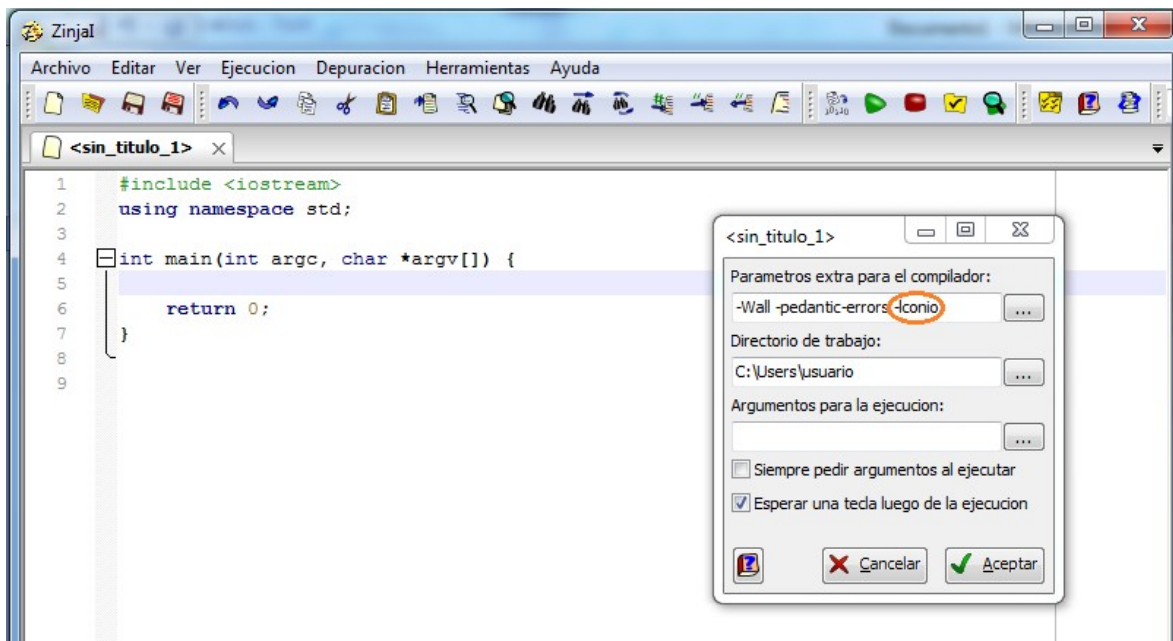 ZinjaI
Archivo Editar Ver Ejecucion Depuracion Herramientas Ayuda
<sin_titulo_1>
1 #include <iostream>
2 using namespace std;
3
4 int main(int argc, char *argv[]) {
5
6 return 0;
7 }
8
9
<sin_titulo_1>
Parametros extra para el compilador:
-Wall -pedantic-errors -lconio
...
Directorio de trabajo:
C:\Users\usuario
...
Argumentos para la ejecucion:
...
Siempre pedir argumentos al ejecutar
Esperar una tecla luego de la ejecucion
Cancelar Aceptar